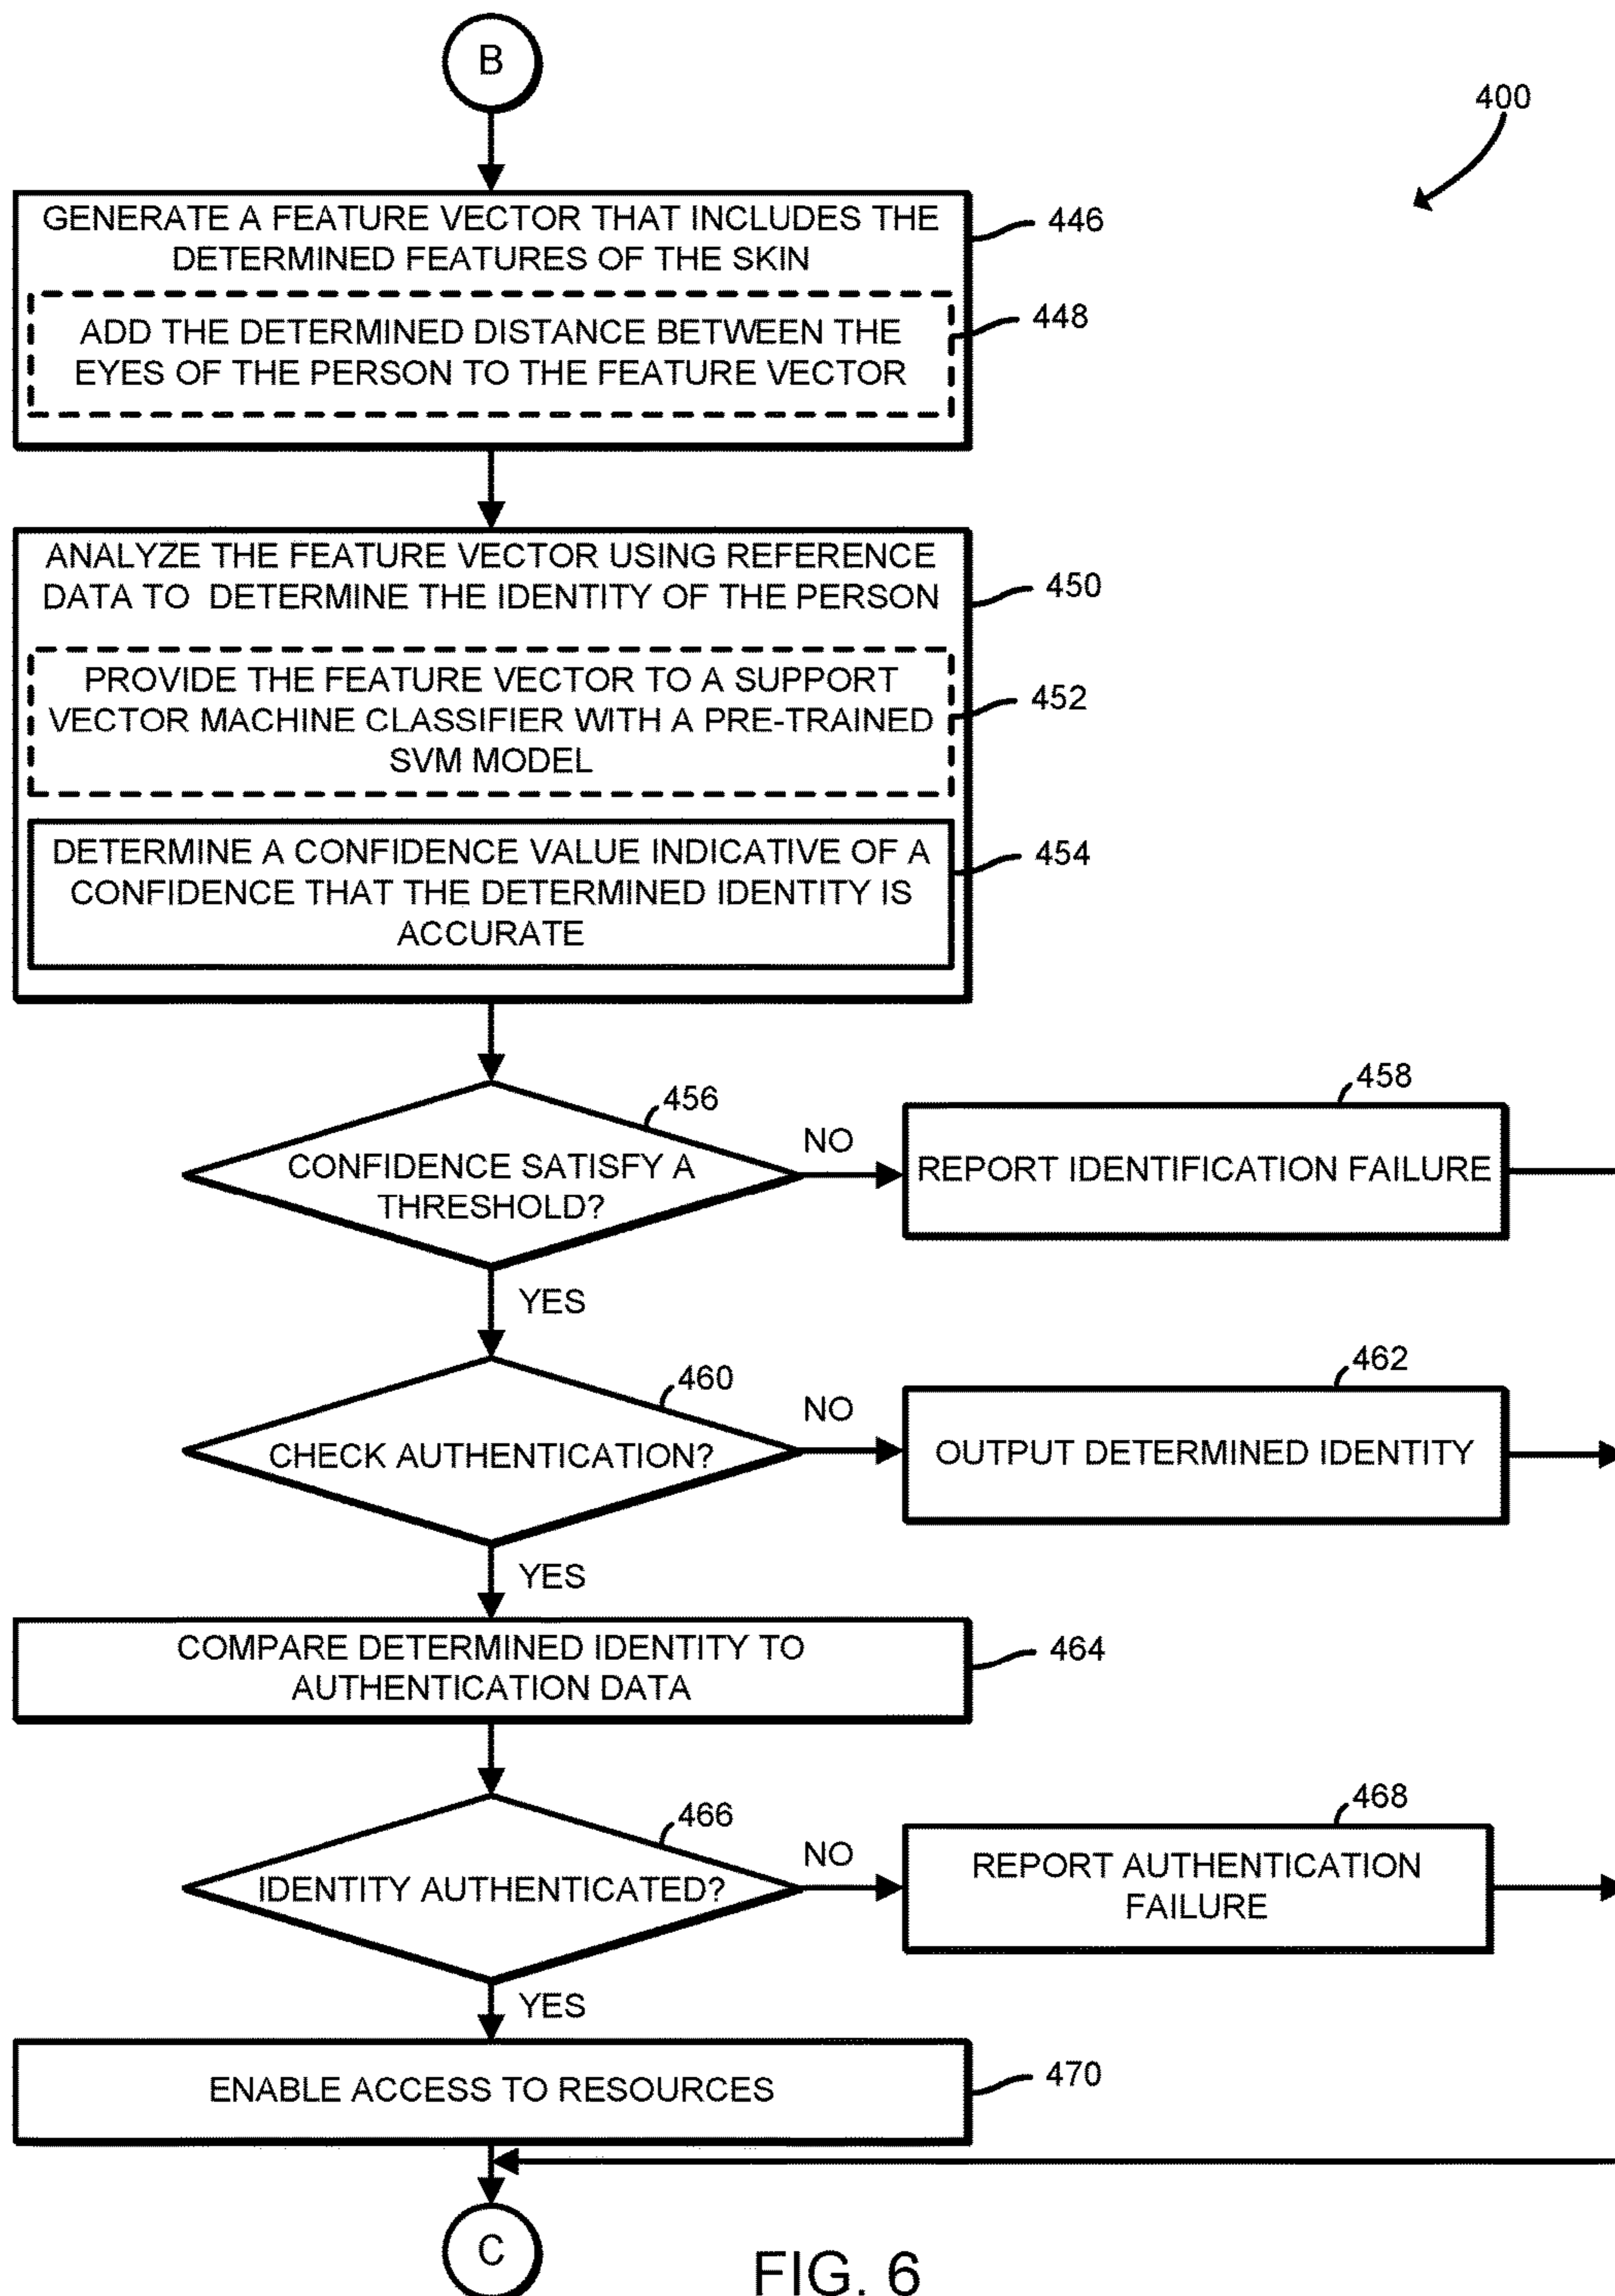 B
400
GENERATE A FEATURE VECTOR THAT INCLUDES THE
DETERMINED FEATURES OF THE SKIN
446
ADD THE DETERMINED DISTANCE BETWEEN THE
EYES OF THE PERSON TO THE FEATURE VECTOR
448
ANALYZE THE FEATURE VECTOR USING REFERENCE
DATA TO DETERMINE THE IDENTITY OF THE PERSON
450
PROVIDE THE FEATURE VECTOR TO A SUPPORT
VECTOR MACHINE CLASSIFIER WITH A PRE-TRAINED
SVM MODEL
452
DETERMINE A CONFIDENCE VALUE INDICATIVE OF A
CONFIDENCE THAT THE DETERMINED IDENTITY IS
ACCURATE
454
456
CONFIDENCE SATISFY A
THRESHOLD?
NO
458
REPORT IDENTIFICATION FAILURE
YES
460
CHECK AUTHENTICATION?
NO
462
OUTPUT DETERMINED IDENTITY
YES
COMPARE DETERMINED IDENTITY TO
AUTHENTICATION DATA
464
466
IDENTITY AUTHENTICATED?
NO
468
REPORT AUTHENTICATION
FAILURE
YES
ENABLE ACCESS TO RESOURCES
470
C
FIG. 6